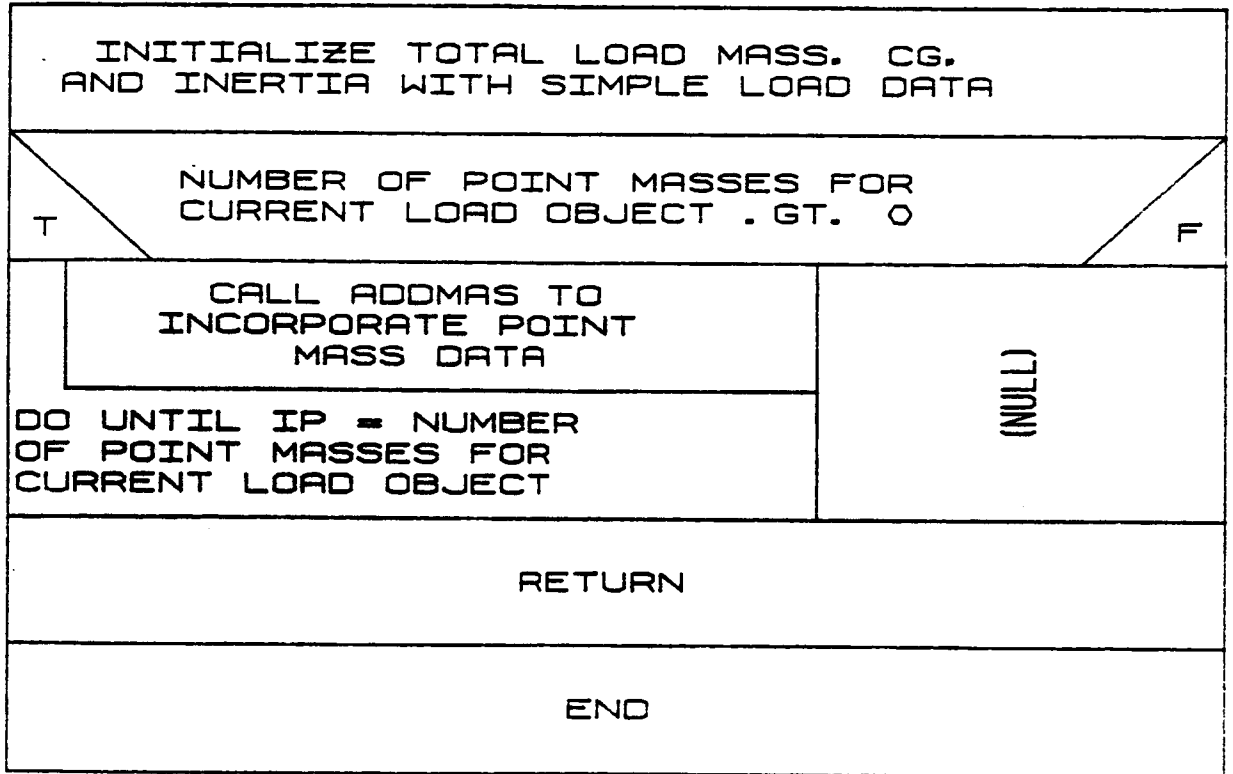 INITIALIZE TOTAL LOAD MASS. CG.
AND INERTIA WITH SIMPLE LOAD DATA
NUMBER OF POINT MASSES FOR
CURRENT LOAD OBJECT .GT. 0
T
F
CALL ADDMAS TO
INCORPORATE POINT
MASS DATA
(NULL)
DO UNTIL IP = NUMBER
OF POINT MASSES FOR
CURRENT LOAD OBJECT
RETURN
END